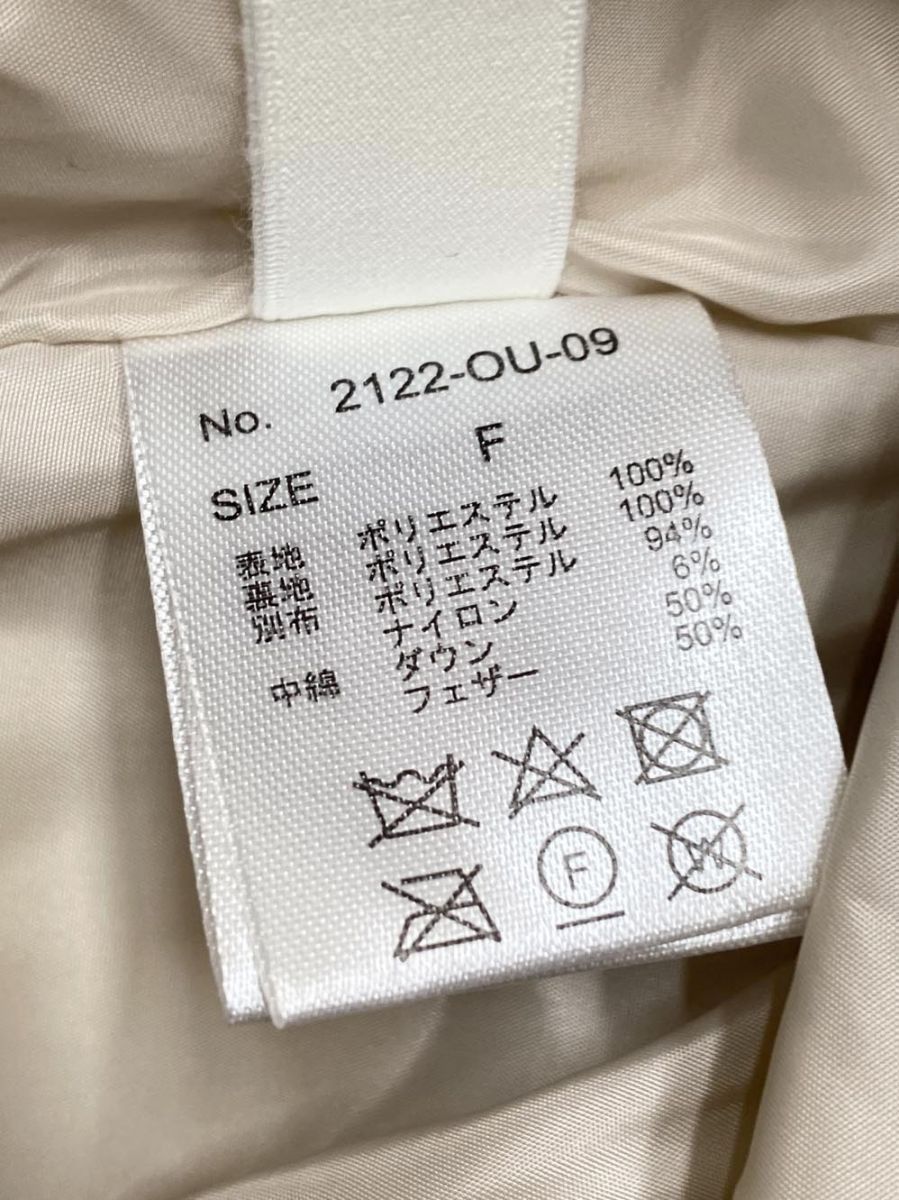 No. 2122-OU-09
SIZE F
表地 ポリエステル 100%
裏地 ポリエステル 100%
別布 ポリエステル 94%
ナイロン 6%
中綿 ダウン 50%
フェザー 50%
F
W